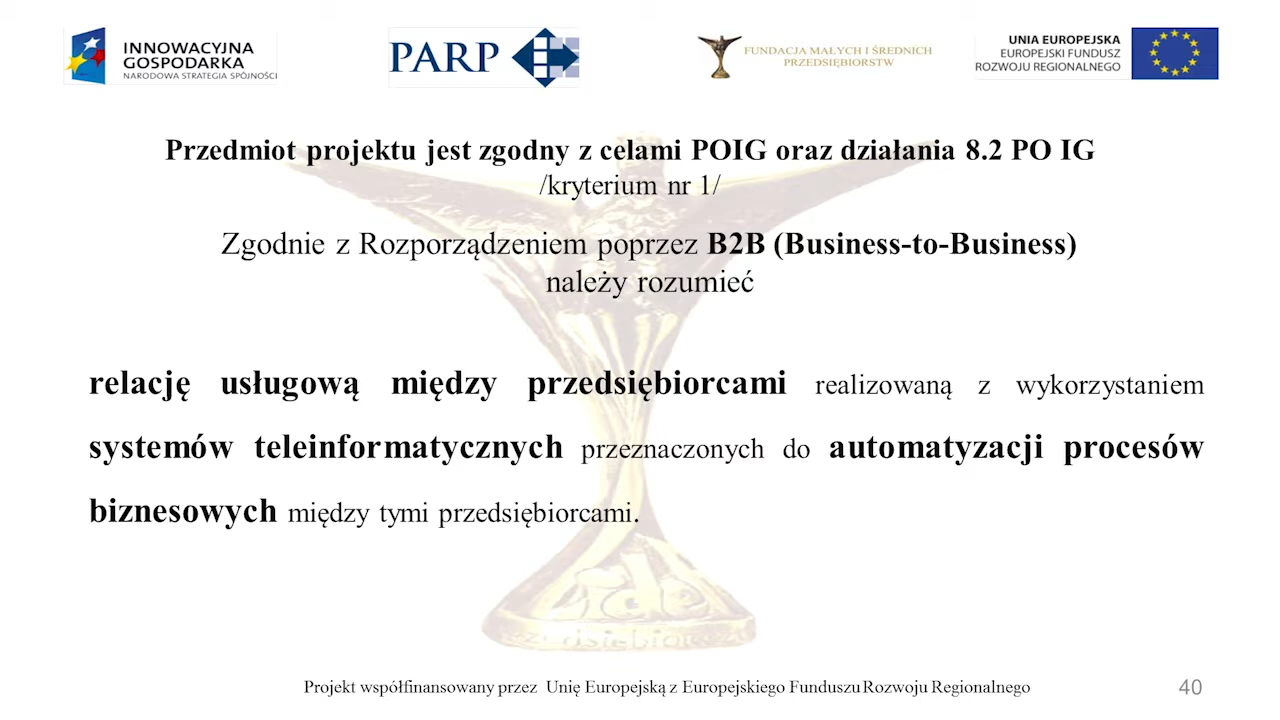 INNOWACYJNA
GOSPODARKA
NARODOWA STRATEGIA SPÓJNOŚCI
PARP
FUNDACJA MAŁYCH I ŚREDNICH
PRZEDSIĘBIORSTW
UNIA EUROPEJSKA
EUROPEJSKI FUNDUSZ
ROZWOJU REGIONALNEGO
Przedmiot projektu jest zgodny z celami POIG oraz działania 8.2 PO IG
/kryterium nr 1/
Zgodnie z Rozporządzeniem poprzez B2B (Business-to-Business)
należy rozumieć
relację usługową między przedsiębiorcami realizowaną z wykorzystaniem
systemów teleinformatycznych przeznaczonych do automatyzacji procesów
biznesowych między tymi przedsiębiorcami.
Projekt współfinansowany przez Unię Europejską z Europejskiego Funduszu Rozwoju Regionalnego
40